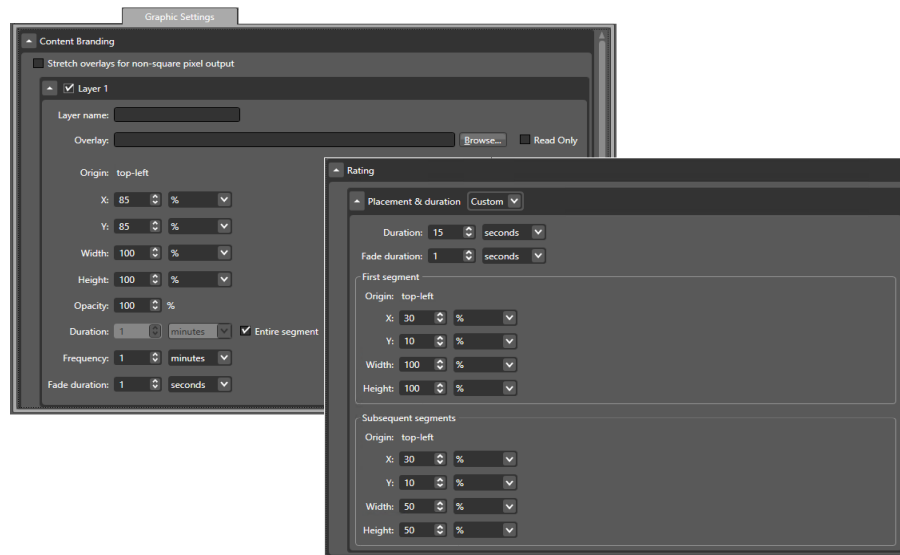 Graphic Settings
Content Branding
Stretch overlays for non-square pixel output
Layer 1
Layer name:
Overlay: Browse... Read Only
Origin: top-left
X: 85 %
Y: 85 %
Width: 100 %
Height: 100 %
Opacity: 100 %
Duration: 1 minutes Entire segment
Frequency: 1 minutes
Fade duration: 1 seconds
Rating
Placement & duration Custom
Duration: 15 seconds
Fade duration: 1 seconds
First segment
Origin: top-left
X: 30 %
Y: 10 %
Width: 100 %
Height: 100 %
Subsequent segments
Origin: top-left
X: 30 %
Y: 10 %
Width: 50 %
Height: 50 %